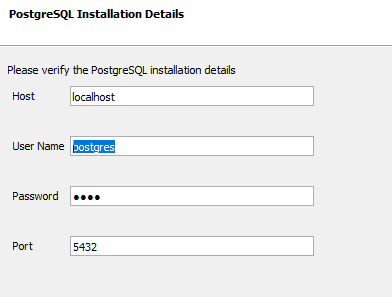 PostgreSQL Installation Details
Please verify the PostgreSQL installation details
Host localhost
User Name postgres
Password ●●●●
Port 5432